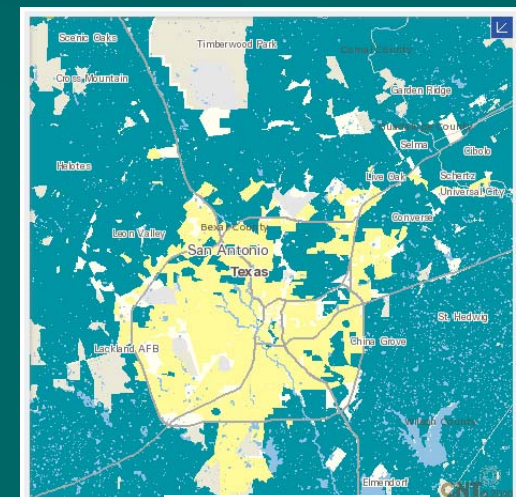 Scenic Oaks
Timberwood Park
Comal County
Cross Mountain
Garden Ridge
Guadalupe County
Selma
Cibolo
Helotes
Live Oak
Schertz
Universal City
Converse
Leon Valley
Bexar County
San Antonio
Texas
St. Hedwig
Lackland AFB
China Grove
Wilson County
Elmendorf
CNT